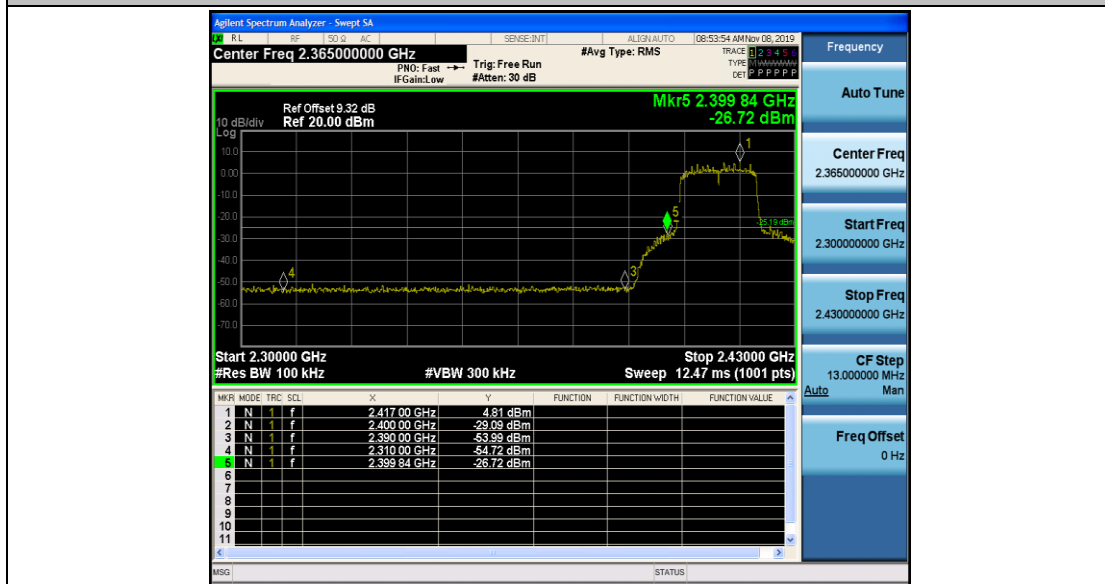 Agilent Spectrum Analyzer - Swept SA
RL RF 50 Ω AC SENSE:INT ALIGN AUTO 08:53:54 AM Nov 08, 2019
Center Freq 2.365000000 GHz
PNO: Fast
IFGain:Low
Trig: Free Run
#Atten: 30 dB
#Avg Type: RMS
TRACE 1 2 3 4 5 6
TYPE M
DET P P P P P P
Mkr5 2.399 84 GHz
-26.72 dBm
Ref Offset 9.32 dB
10 dB/div Ref 20.00 dBm
Log
10.0
0.00
-10.0
-20.0
-30.0
-40.0
-50.0
-60.0
-70.0
1
5
-25.19 dBm
3
4
Start 2.30000 GHz Stop 2.43000 GHz
#Res BW 100 kHz #VBW 300 kHz Sweep 12.47 ms (1001 pts)
MKR MODE TRC SCL X Y FUNCTION FUNCTION WIDTH FUNCTION VALUE
1 N 1 f 2.417 00 GHz 4.81 dBm
2 N 1 f 2.400 00 GHz -29.09 dBm
3 N 1 f 2.390 00 GHz -53.99 dBm
4 N 1 f 2.310 00 GHz -54.72 dBm
5 N 1 f 2.399 84 GHz -26.72 dBm
6
7
8
9
10
11
MSG STATUS
Frequency
Auto Tune
Center Freq
2.365000000 GHz
Start Freq
2.300000000 GHz
Stop Freq
2.430000000 GHz
CF Step
13.000000 MHz
Auto Man
Freq Offset
0 Hz